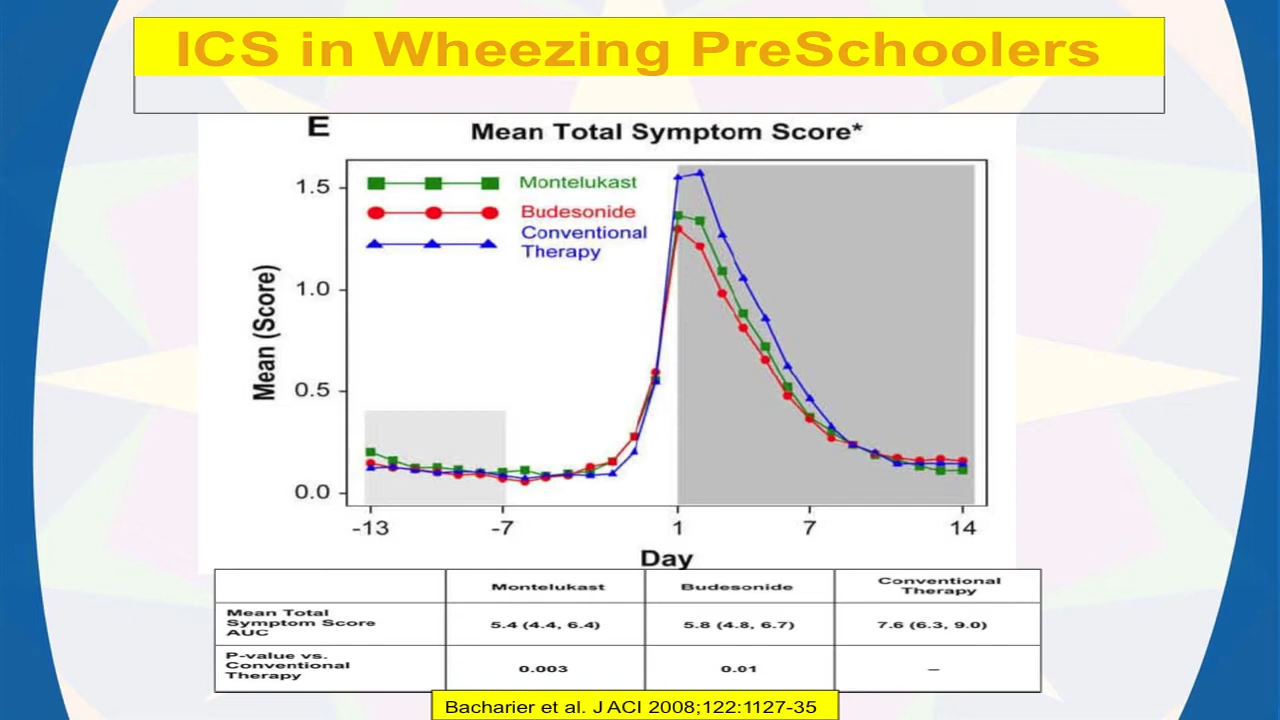 ICS in Wheezing PreSchoolers
E
Mean Total Symptom Score*
Montelukast
Budesonide
Conventional
Therapy
Mean (Score)
1.5
1.0
0.5
0.0
-13 -7 1 7 14
Day
Montelukast Budesonide Conventional
Therapy
Mean Total
Symptom Score
AUC
5.4 (4.4, 6.4) 5.8 (4.8, 6.7) 7.6 (6.3, 9.0)
P-value vs.
Conventional
Therapy
0.003 0.01 –
Bacharier et al. J ACI 2008;122:1127-35